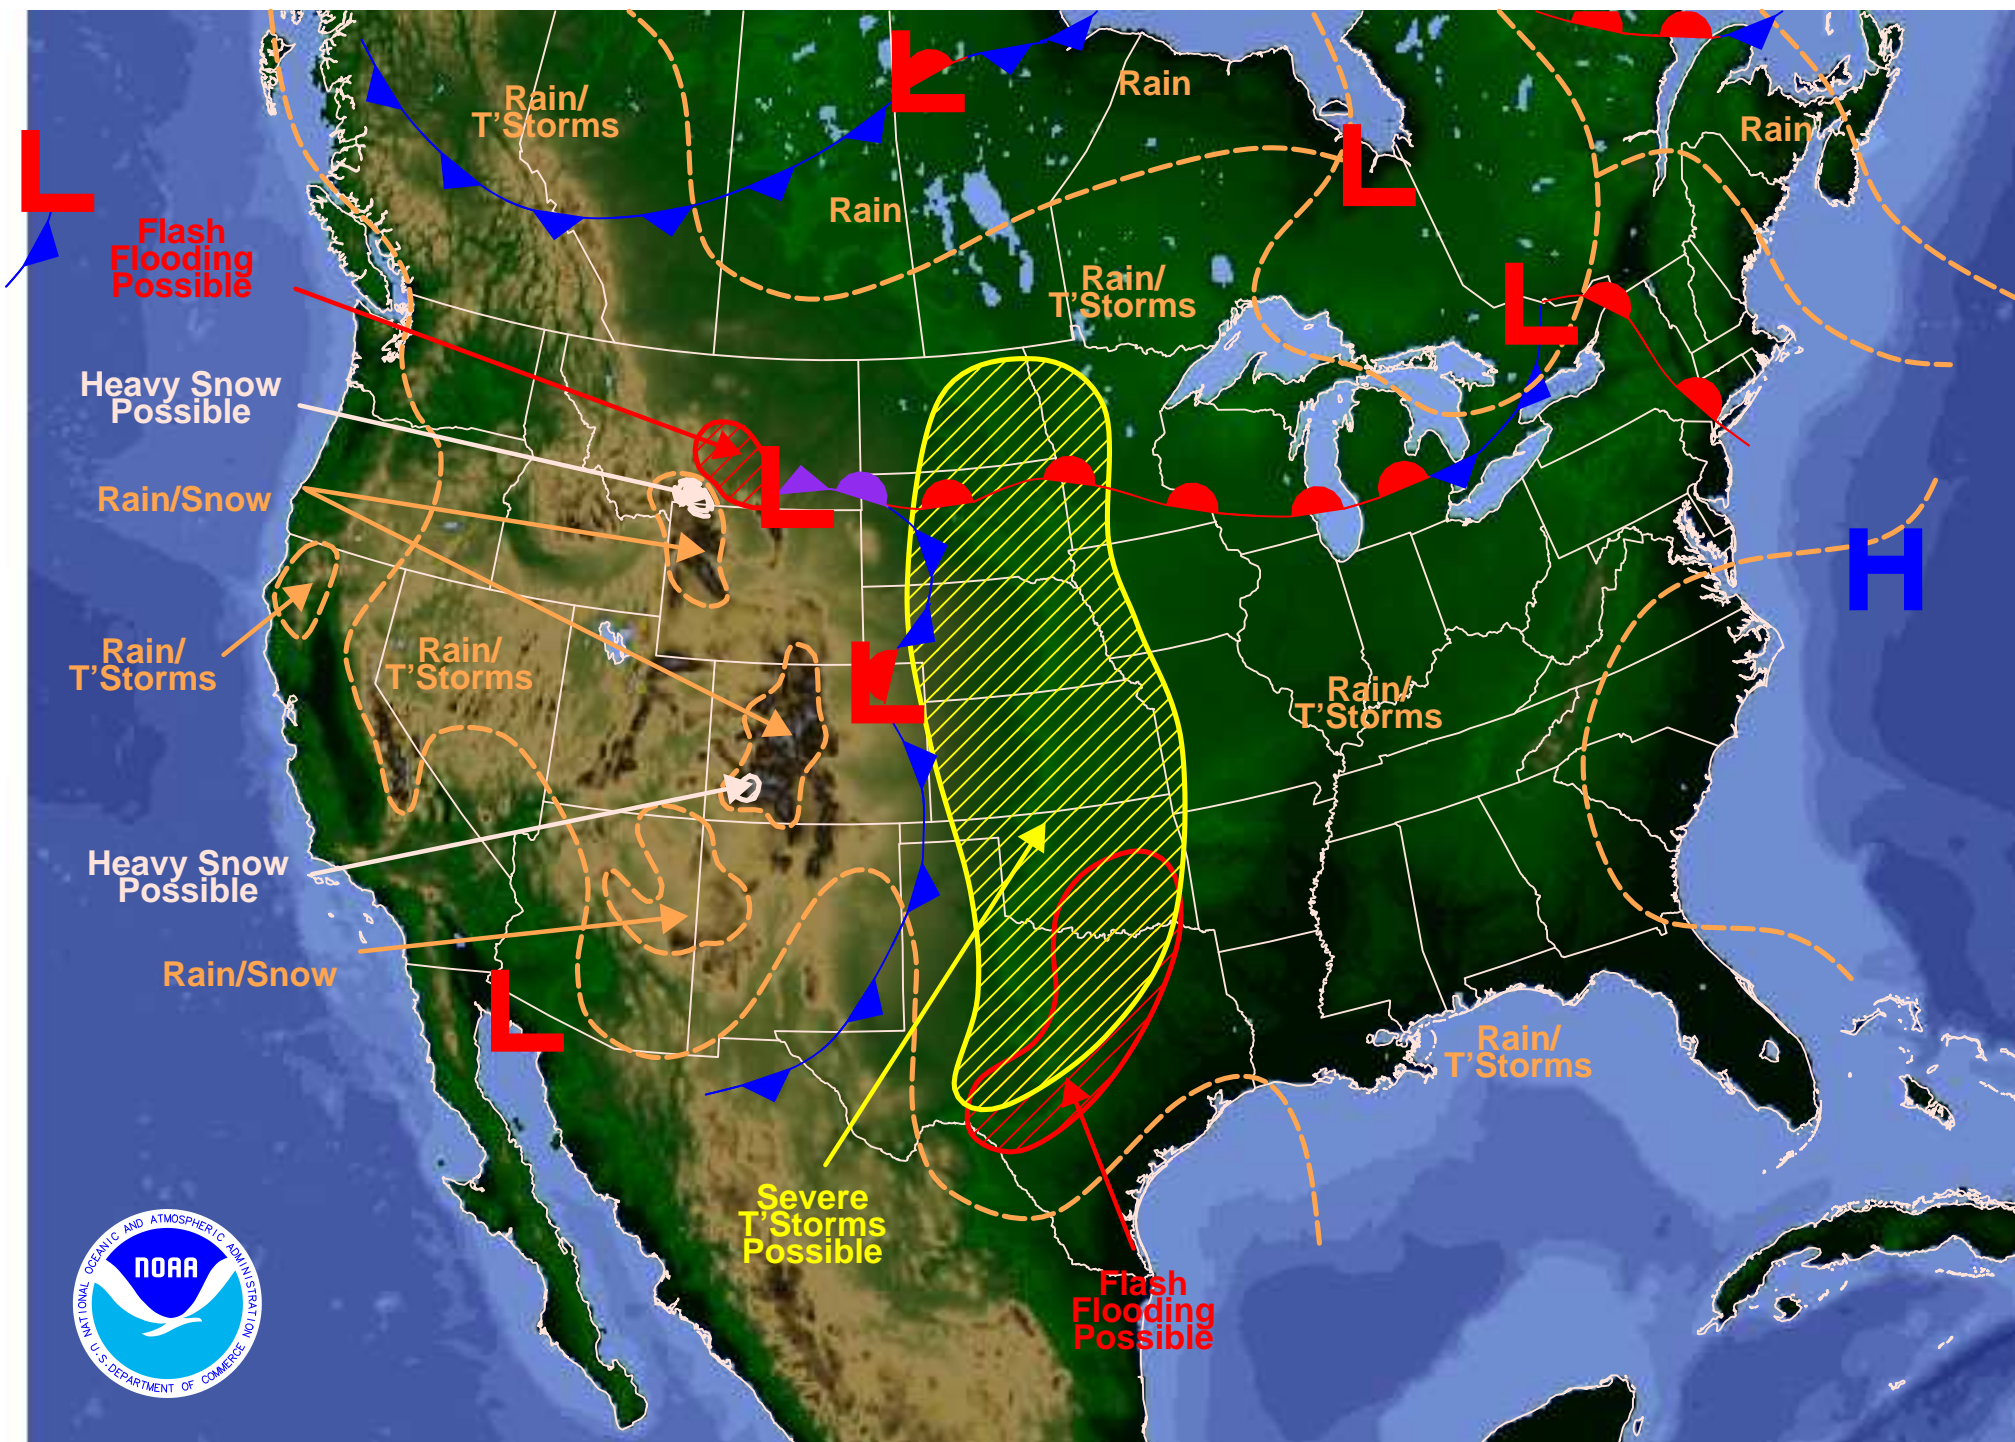 Rain/
T'Storms
Rain
Rain
L
L
L
Rain
Flash
Flooding
Possible
Rain
Rain/
T'Storms
L
Heavy Snow
Possible
Rain/Snow
L
H
Rain/
T'Storms
Rain/
T'Storms
L
Rain/
T'Storms
Heavy Snow
Possible
Rain/Snow
L
Rain/
T'Storms
Severe
T'Storms
Possible
Flash
Flooding
Possible
NATIONAL OCEANIC AND ATMOSPHERIC ADMINISTRATION
NOAA
U.S. DEPARTMENT OF COMMERCE